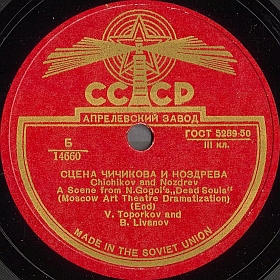 СССР
АПРЕЛЕВСКИЙ ЗАВОД
ГОСТ 5289-50
III кл.
Б
14660
СЦЕНА ЧИЧИКОВА И НОЗДРЕВА
Chichikov and Nozdrev
A Scene from N.Gogol's „Dead Souls"
(Moscow Art Theatre Dramatization)
(End)
V. Toporkov and
B. Livanov
MADE IN THE SOVIET UNION